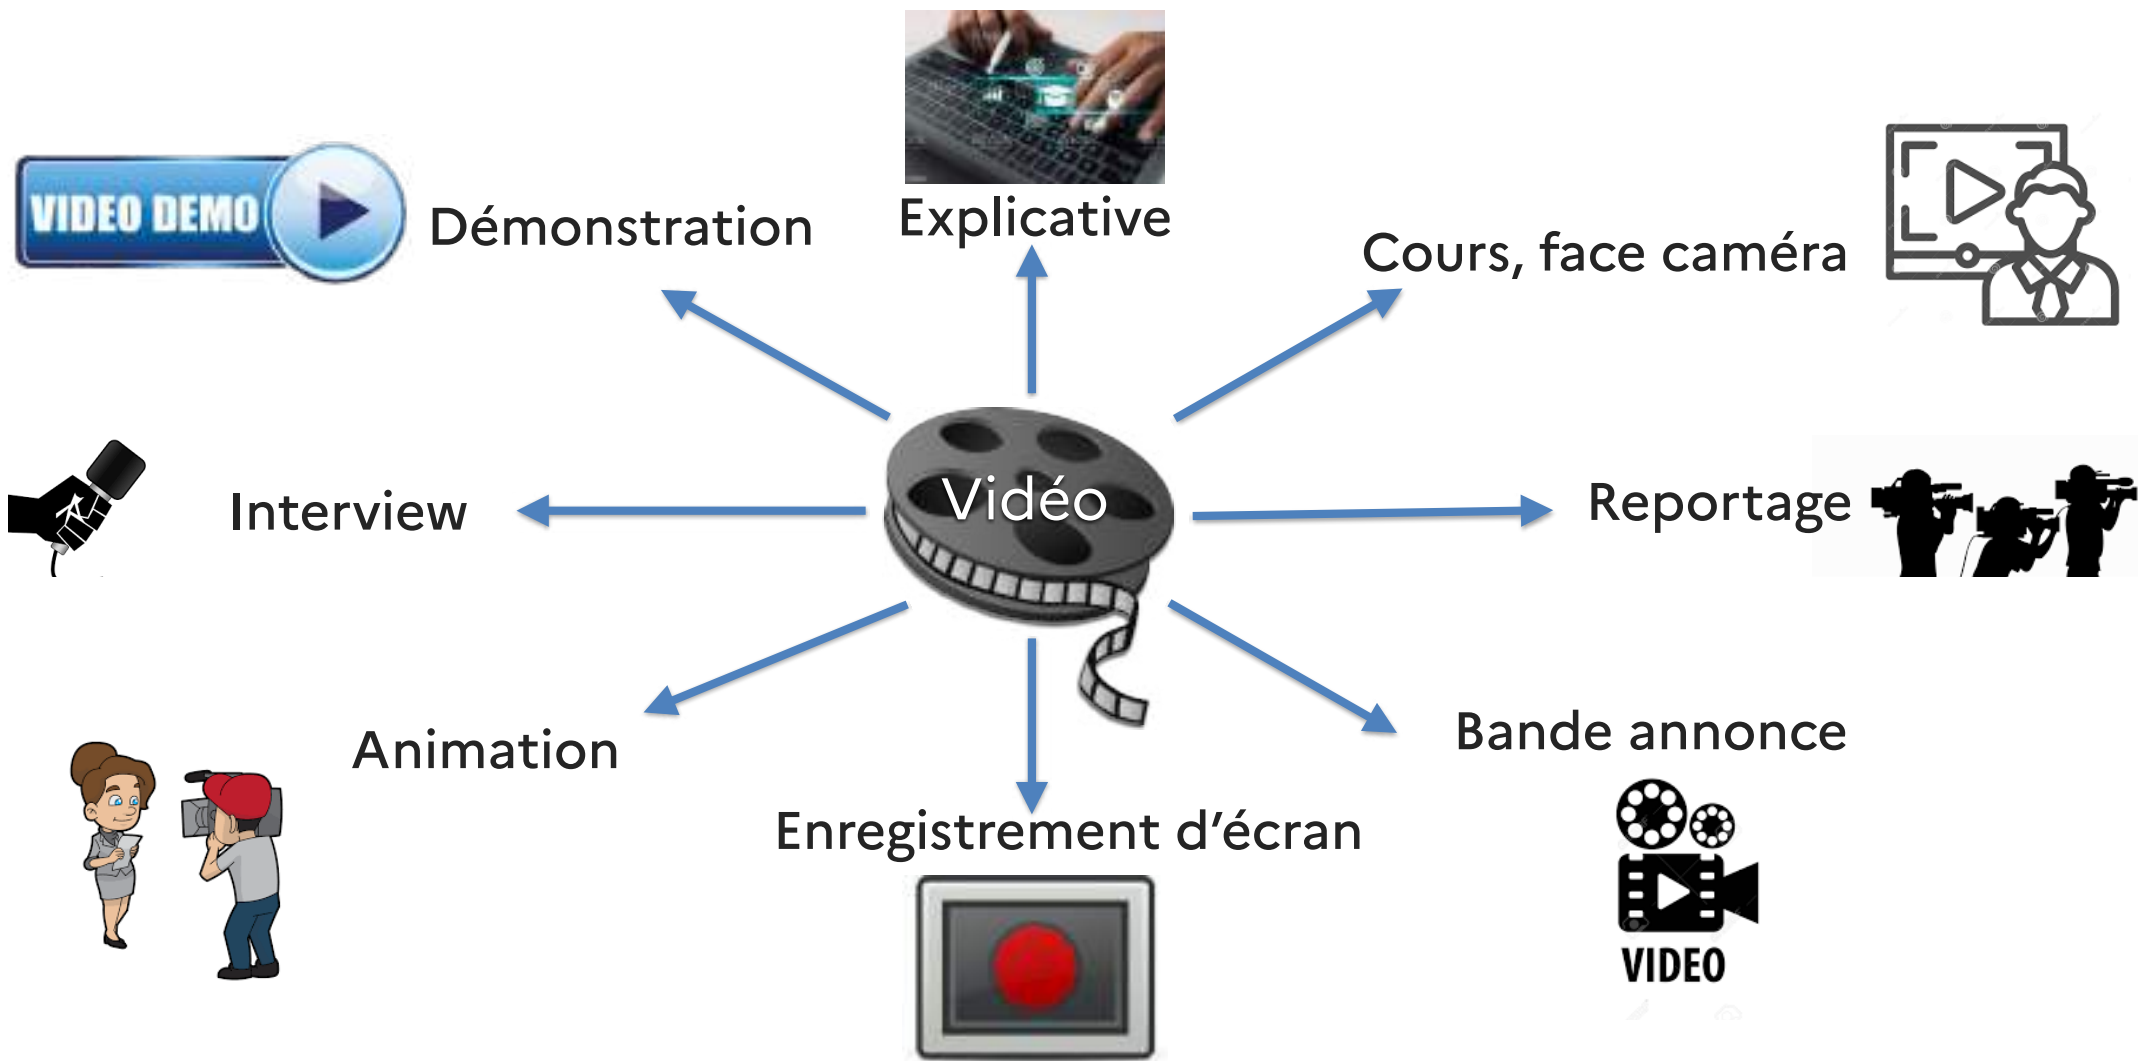 Explicative
VIDEO DEMO
Démonstration
Cours, face caméra
Interview
Vidéo
Reportage
Animation
Bande annonce
Enregistrement d’écran
VIDEO